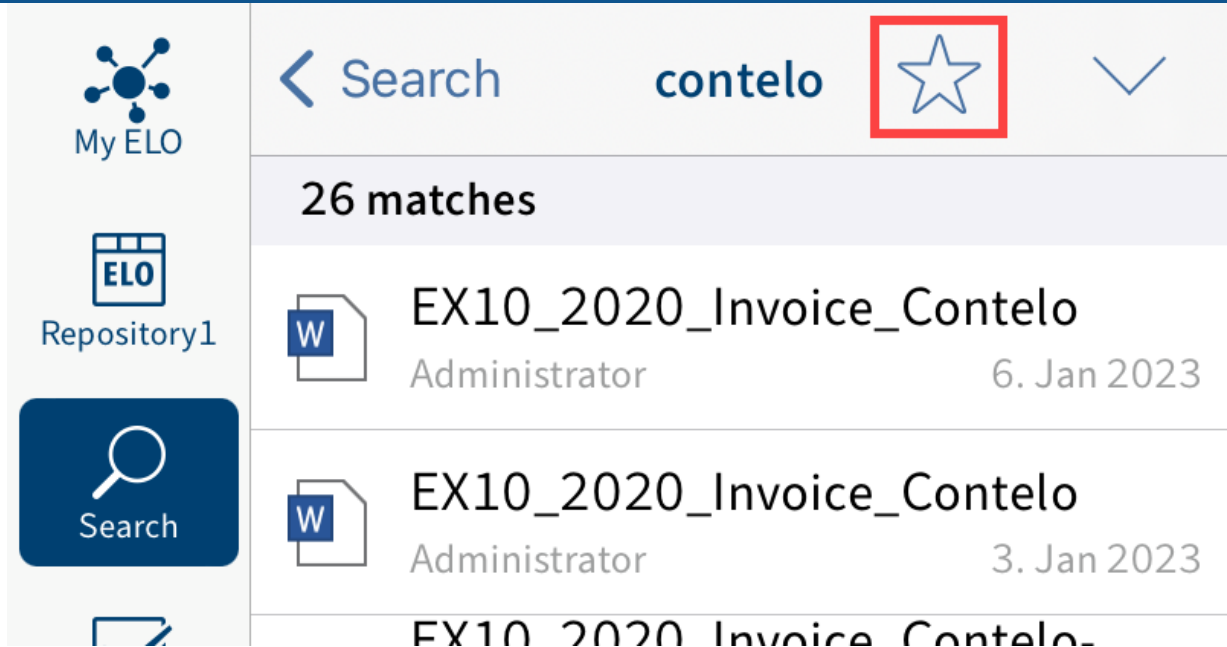 My ELO
ELO
Repository1
Search
Search contelo
26 matches
W
EX10_2020_Invoice_Contelo
Administrator 6. Jan 2023
W
EX10_2020_Invoice_Contelo
Administrator 3. Jan 2023
EX10_2020_Invoice_Contelo-